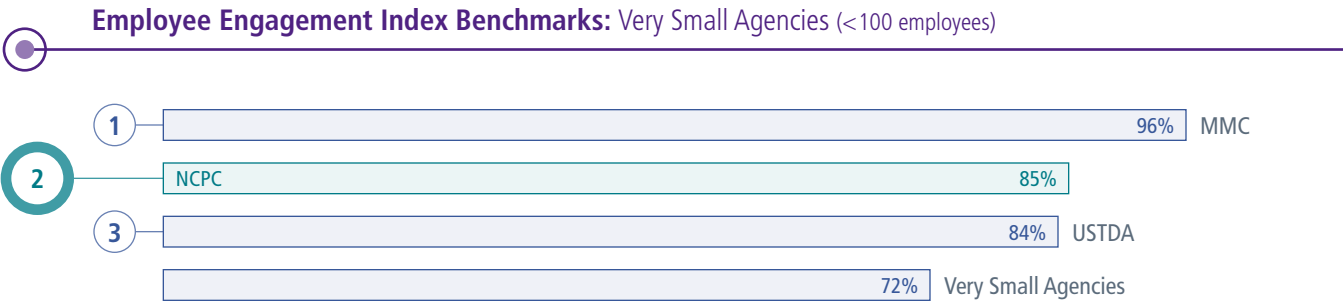 Employee Engagement Index Benchmarks: Very Small Agencies (<100 employees)
1 96% MMC
2 NCPC 85%
3 84% USTDA
72% Very Small Agencies